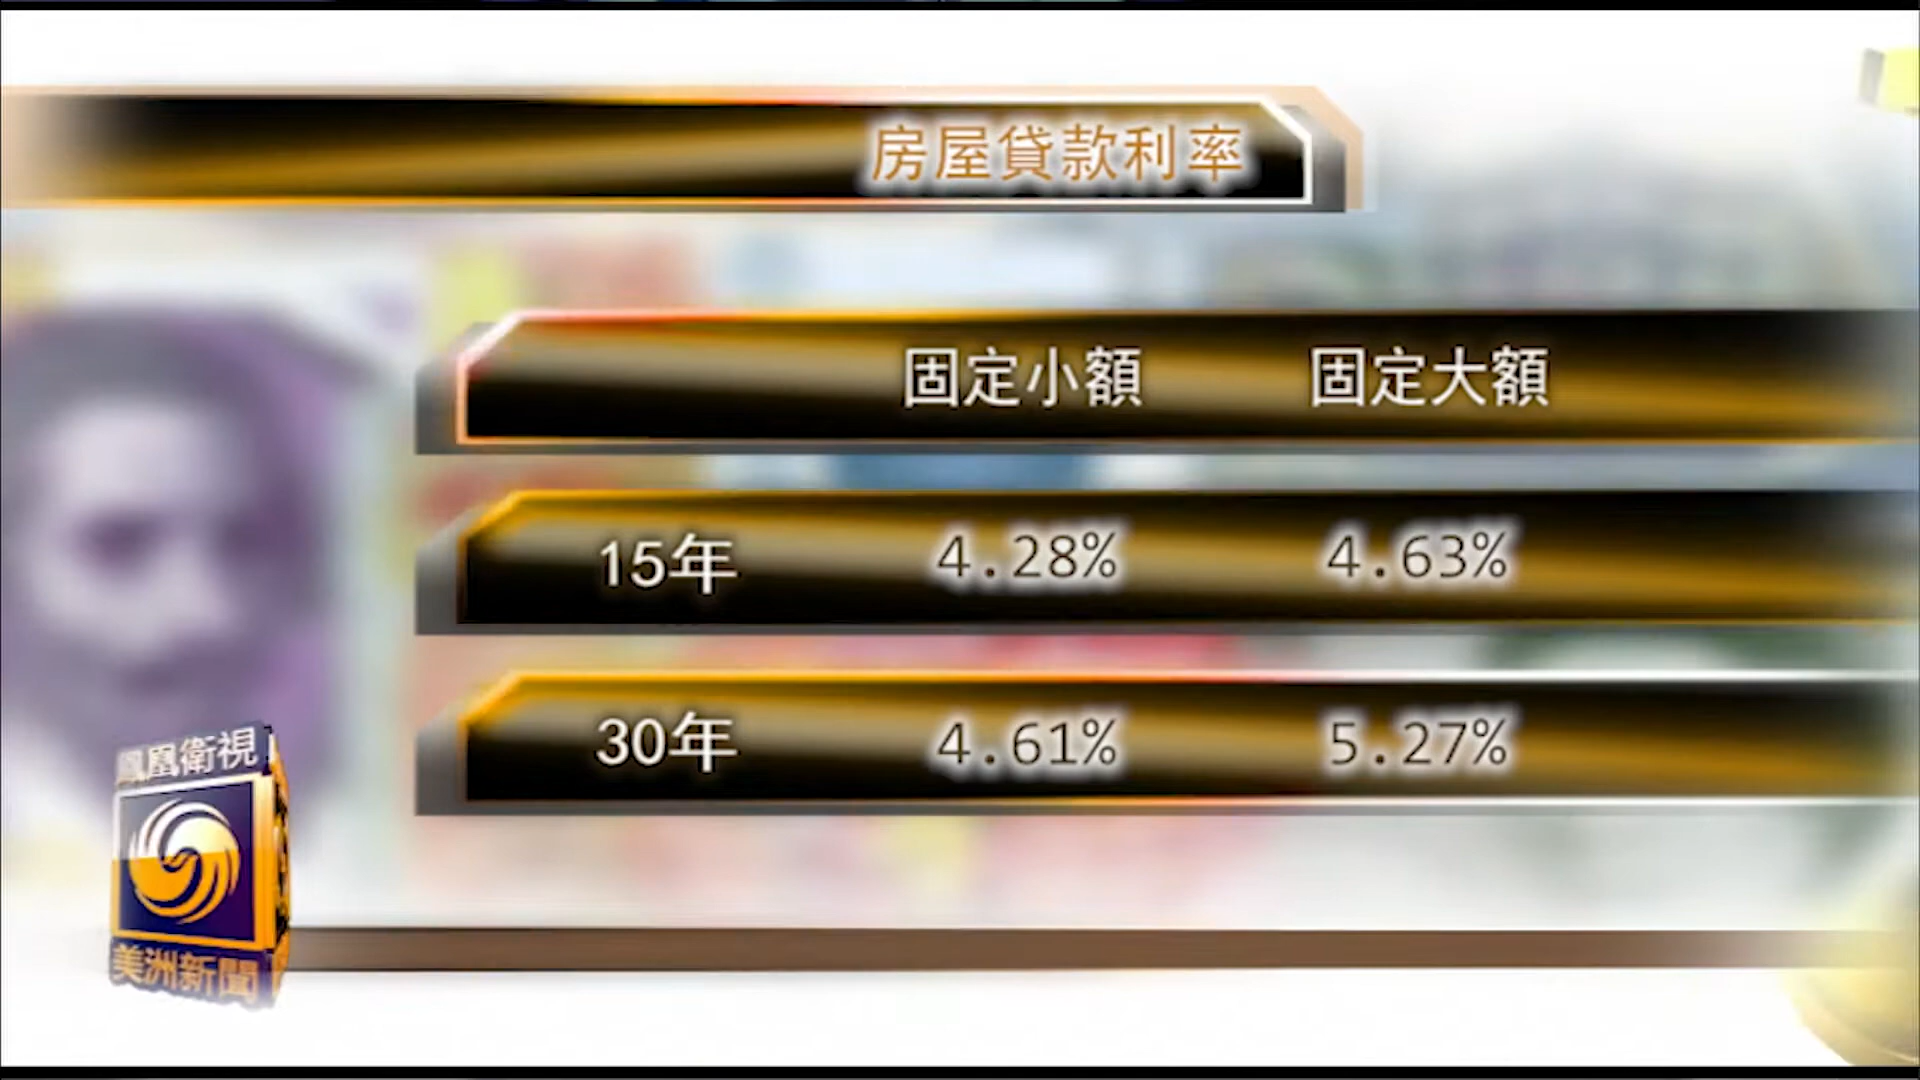 房屋貸款利率
固定小額 固定大額
15年 4.28% 4.63%
30年 4.61% 5.27%
鳳凰衛視
美洲新聞